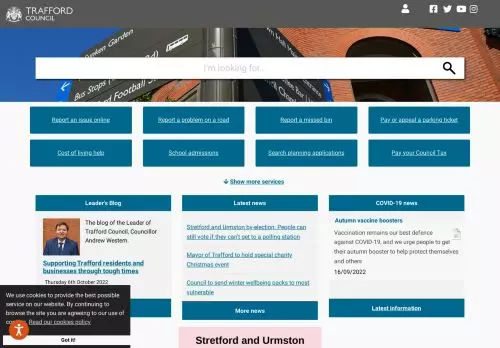 TRAFFORD
COUNCIL
Sunken Garden
Bus Stops
Football Stadium
I'm looking for...
Report an issue online
Report a problem on a road
Report a missed bin
Pay or appeal a parking ticket
Cost of living help
School admissions
Search planning applications
Pay your Council Tax
Show more services
Leader's Blog
The blog of the Leader of
Trafford Council, Councillor
Andrew Western.
Supporting Trafford residents and
businesses through tough times
Thursday 6th October 2022
Latest news
Stretford and Urmston by-election: People can
still vote if they can't get to a polling station
Mayor of Trafford to hold special charity
Christmas event
Council to send winter wellbeing packs to most
vulnerable
More news
COVID-19 news
Autumn vaccine boosters
Vaccination remains our best defence
against COVID-19, and we urge people to get
their autumn booster to help protect themselves
and others
16/09/2022
Latest information
We use cookies to provide the best possible
service on our website. By continuing to
browse the site you are agreeing to our use of
cookies. Read our cookies policy
Got it!
Stretford and Urmston